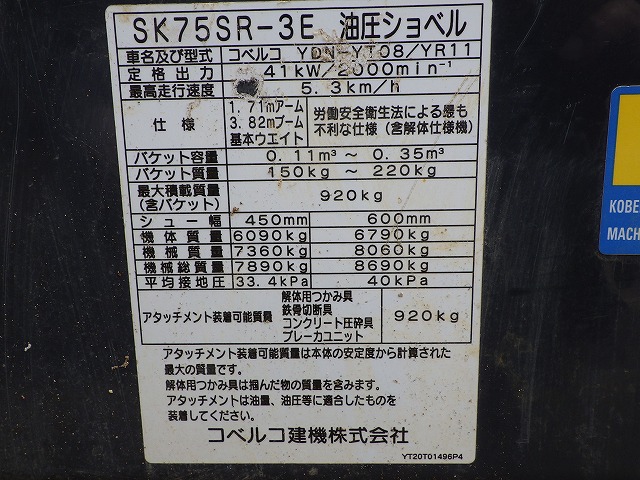 SK75SR-3E 油圧ショベル
車名及び型式 コベルコ YDN-YT08/YR11
定格出力 41kW/2000min⁻¹
最高走行速度 5.3km/h
仕様 1.71mアーム 3.82mブーム 基本ウエイト 労働安全衛生法による最も不利な仕様(含解体仕様機)
バケット容量 0.11m³ ～ 0.35m³
バケット質量 150kg ～ 220kg
最大積載質量(含バケット) 920kg
シュー幅 450mm 600mm
機体質量 6090kg 6790kg
機械質量 7360kg 8060kg
機械総質量 7890kg 8690kg
平均接地圧 33.4kPa 40kPa
アタッチメント装着可能質量 解体用つかみ具 鉄骨切断具 コンクリート圧砕具 ブレーカユニット 920kg
アタッチメント装着可能質量は本体の安定度から計算された
最大の質量です。
解体用つかみ具は掴んだ物の質量を含みます。
アタッチメントは油量、油圧等に適合したものを
装着してください。
コベルコ建機株式会社
YT20T01496P4
KOBE
MACH